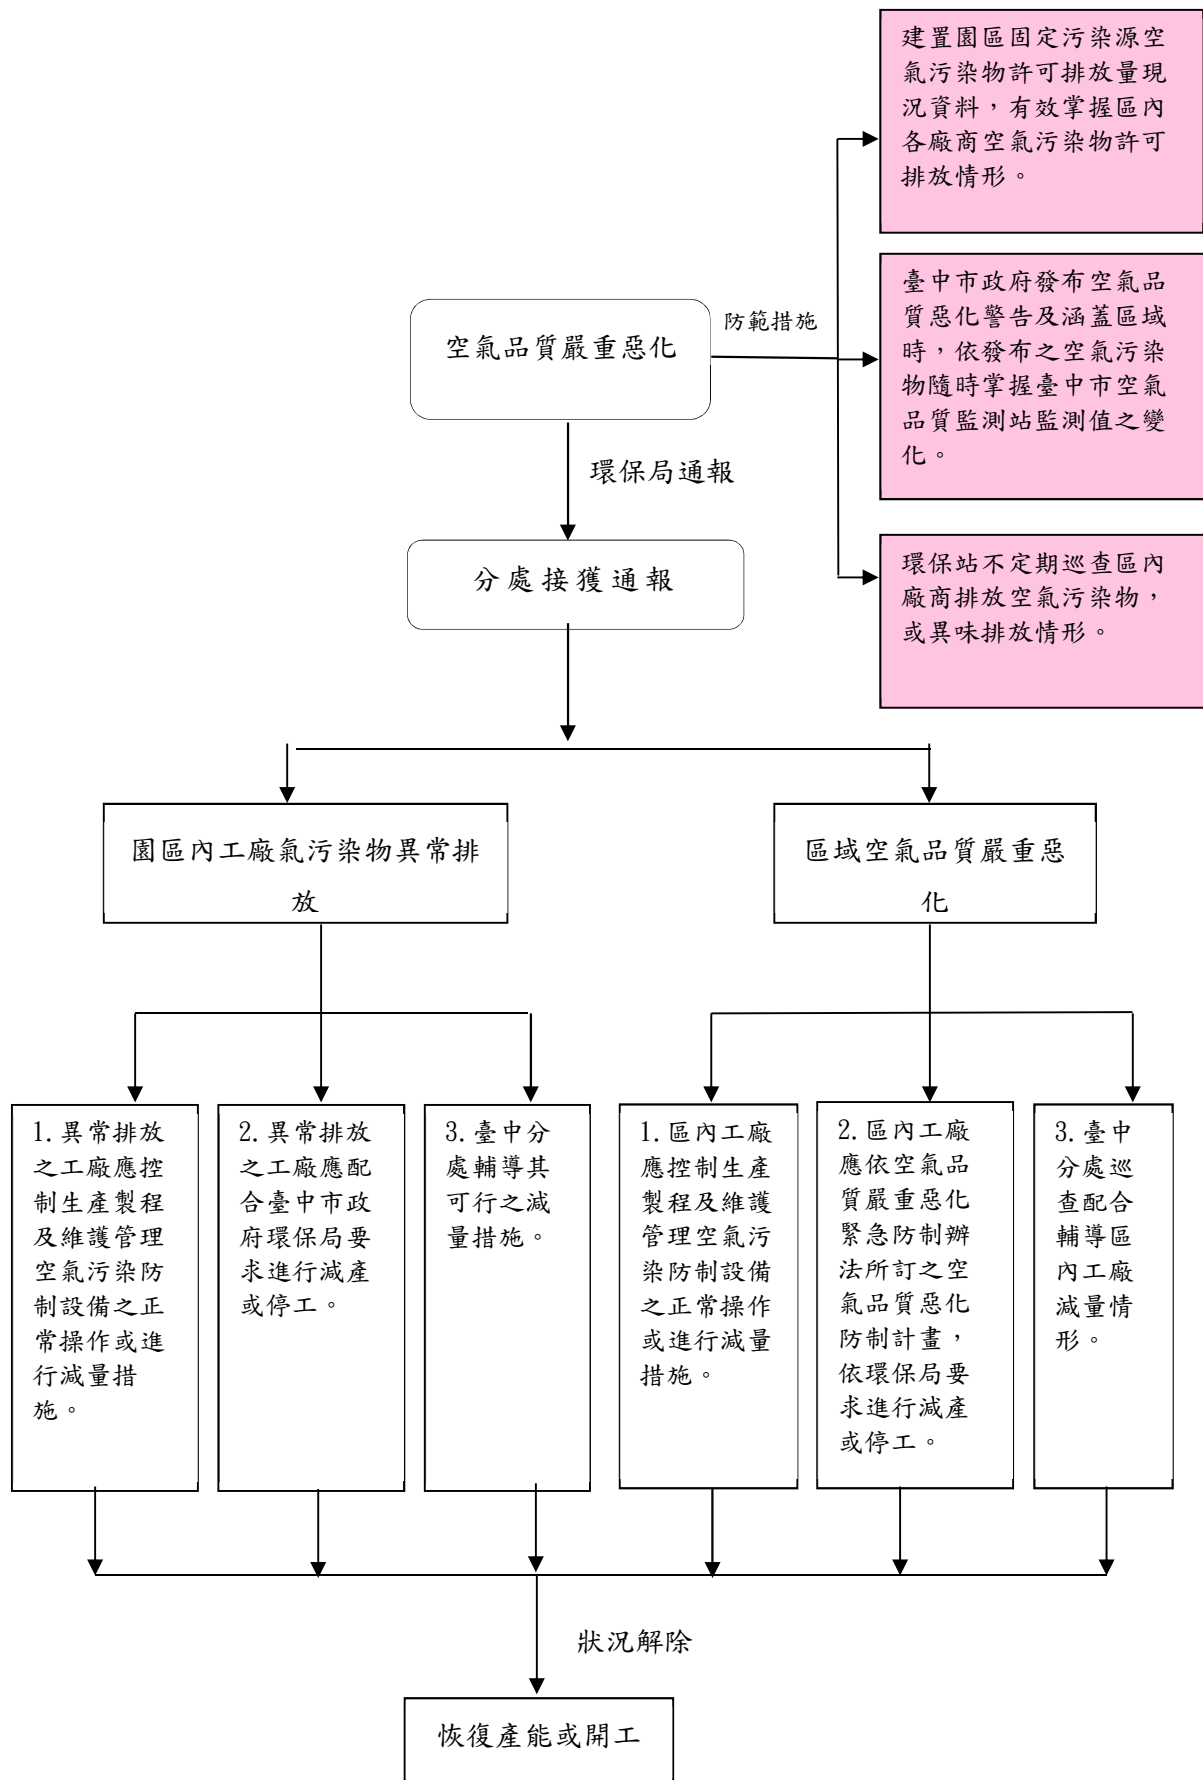 建置園區固定污染源空
氣污染物許可排放量現
況資料，有效掌握區內
各廠商空氣污染物許可
排放情形。
空氣品質嚴重惡化
防範措施
臺中市政府發布空氣品
質惡化警告及涵蓋區域
時，依發布之空氣污染
物隨時掌握臺中市空氣
品質監測站監測值之變
化。
環保局通報
分處接獲通報
環保站不定期巡查區內
廠商排放空氣污染物，
或異味排放情形。
園區內工廠氣污染物異常排
放
區域空氣品質嚴重惡
化
1.異常排放
之工廠應控
制生產製程
及維護管理
空氣污染防
制設備之正
常操作或進
行減量措
施。
2.異常排放
之工廠應配
合臺中市政
府環保局要
求進行減產
或停工。
3.臺中分
處輔導其
可行之減
量措施。
1.區內工廠
應控制生產
製程及維護
管理空氣污
染防制設備
之正常操作
或進行減量
措施。
2.區內工廠
應依空氣品
質嚴重惡化
緊急防制辦
法所訂之空
氣品質惡化
防制計畫，
依環保局要
求進行減產
或停工。
3.臺中
分處巡
查配合
輔導區
內工廠
減量情
形。
狀況解除
恢復產能或開工